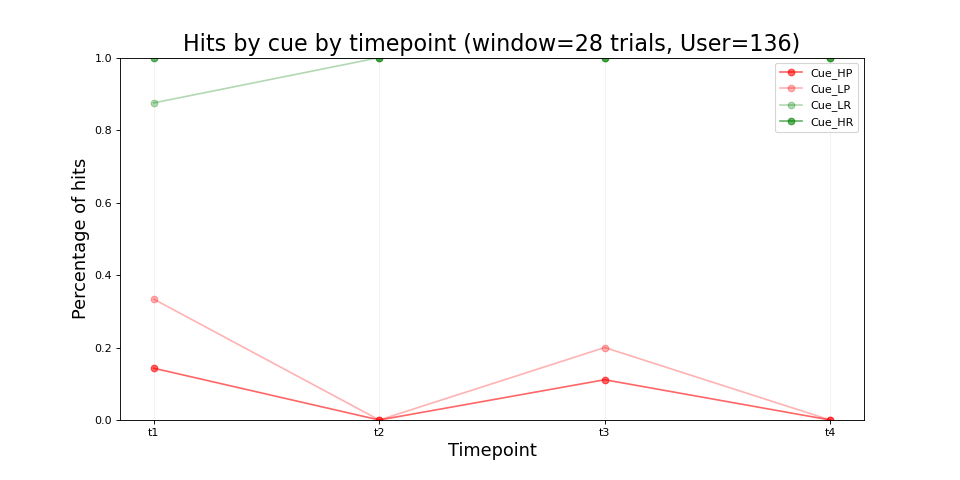 Hits by cue by timepoint (window=28 trials, User=136)
Percentage of hits
1.0
0.8
0.6
0.4
0.2
0.0
Cue_HP
Cue_LP
Cue_LR
Cue_HR
t1
t2
t3
t4
Timepoint